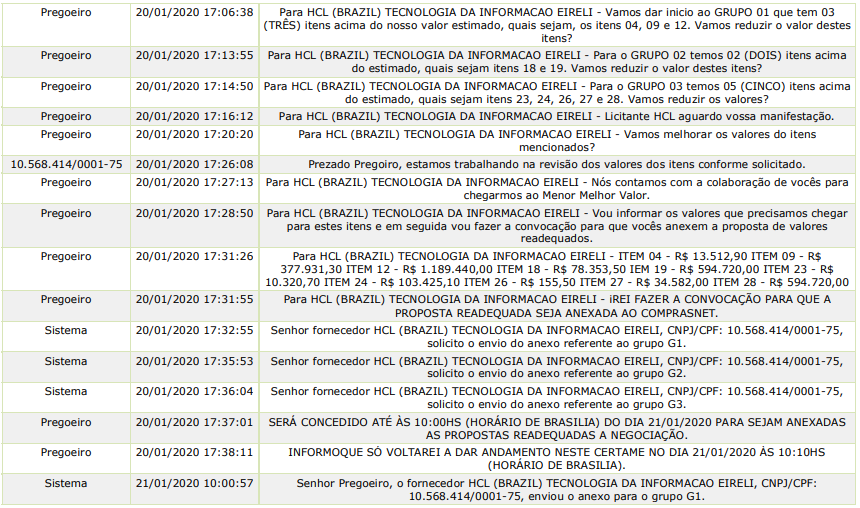 Pregoeiro 20/01/2020 17:06:38 Para HCL (BRAZIL) TECNOLOGIA DA INFORMACAO EIRELI - Vamos dar inicio ao GRUPO 01 que tem 03
(TRÊS) itens acima do nosso valor estimado, quais sejam, os itens 04, 09 e 12. Vamos reduzir o valor destes
itens?
Pregoeiro 20/01/2020 17:13:55 Para HCL (BRAZIL) TECNOLOGIA DA INFORMACAO EIRELI - Para o GRUPO 02 temos 02 (DOIS) itens acima
do estimado, quais sejam itens 18 e 19. Vamos reduzir o valor destes itens?
Pregoeiro 20/01/2020 17:14:50 Para HCL (BRAZIL) TECNOLOGIA DA INFORMACAO EIRELI - Para o GRUPO 03 temos 05 (CINCO) itens acima
do estimado, quais sejam itens 23, 24, 26, 27 e 28. Vamos reduzir os valores?
Pregoeiro 20/01/2020 17:16:12 Para HCL (BRAZIL) TECNOLOGIA DA INFORMACAO EIRELI - Licitante HCL aguardo vossa manifestação.
Pregoeiro 20/01/2020 17:20:20 Para HCL (BRAZIL) TECNOLOGIA DA INFORMACAO EIRELI - Vamos melhorar os valores do itens
mencionados?
10.568.414/0001-75 20/01/2020 17:26:08 Prezado Pregoiro, estamos trabalhando na revisão dos valores dos itens conforme solicitado.
Pregoeiro 20/01/2020 17:27:13 Para HCL (BRAZIL) TECNOLOGIA DA INFORMACAO EIRELI - Nós contamos com a colaboração de vocês para
chegarmos ao Menor Melhor Valor.
Pregoeiro 20/01/2020 17:28:50 Para HCL (BRAZIL) TECNOLOGIA DA INFORMACAO EIRELI - Vou informar os valores que precisamos chegar
para estes itens e em seguida vou fazer a convocação para que vocês anexem a proposta de valores
readequados.
Pregoeiro 20/01/2020 17:31:26 Para HCL (BRAZIL) TECNOLOGIA DA INFORMACAO EIRELI - ITEM 04 - R$ 13.512,90 ITEM 09 - R$
377.931,30 ITEM 12 - R$ 1.189.440,00 ITEM 18 - R$ 78.353,50 IEM 19 - R$ 594.720,00 ITEM 23 - R$
10.320,70 ITEM 24 - R$ 103.425,10 ITEM 26 - R$ 155,50 ITEM 27 - R$ 34.582,00 ITEM 28 - R$ 594.720,00
Pregoeiro 20/01/2020 17:31:55 Para HCL (BRAZIL) TECNOLOGIA DA INFORMACAO EIRELI - iREI FAZER A CONVOCAÇÃO PARA QUE A
PROPOSTA READEQUADA SEJA ANEXADA AO COMPRASNET.
Sistema 20/01/2020 17:32:55 Senhor fornecedor HCL (BRAZIL) TECNOLOGIA DA INFORMACAO EIRELI, CNPJ/CPF: 10.568.414/0001-75,
solicito o envio do anexo referente ao grupo G1.
Sistema 20/01/2020 17:35:53 Senhor fornecedor HCL (BRAZIL) TECNOLOGIA DA INFORMACAO EIRELI, CNPJ/CPF: 10.568.414/0001-75,
solicito o envio do anexo referente ao grupo G2.
Sistema 20/01/2020 17:36:04 Senhor fornecedor HCL (BRAZIL) TECNOLOGIA DA INFORMACAO EIRELI, CNPJ/CPF: 10.568.414/0001-75,
solicito o envio do anexo referente ao grupo G3.
Pregoeiro 20/01/2020 17:37:01 SERÁ CONCEDIDO ATÉ ÀS 10:00HS (HORÁRIO DE BRASILIA) DO DIA 21/01/2020 PARA SEJAM ANEXADAS
AS PROPOSTAS READEQUADAS A NEGOCIAÇÃO.
Pregoeiro 20/01/2020 17:38:11 INFORMOQUE SÓ VOLTAREI A DAR ANDAMENTO NESTE CERTAME NO DIA 21/01/2020 ÀS 10:10HS
(HORÁRIO DE BRASILIA).
Sistema 21/01/2020 10:00:57 Senhor Pregoeiro, o fornecedor HCL (BRAZIL) TECNOLOGIA DA INFORMACAO EIRELI, CNPJ/CPF:
10.568.414/0001-75, enviou o anexo para o grupo G1.